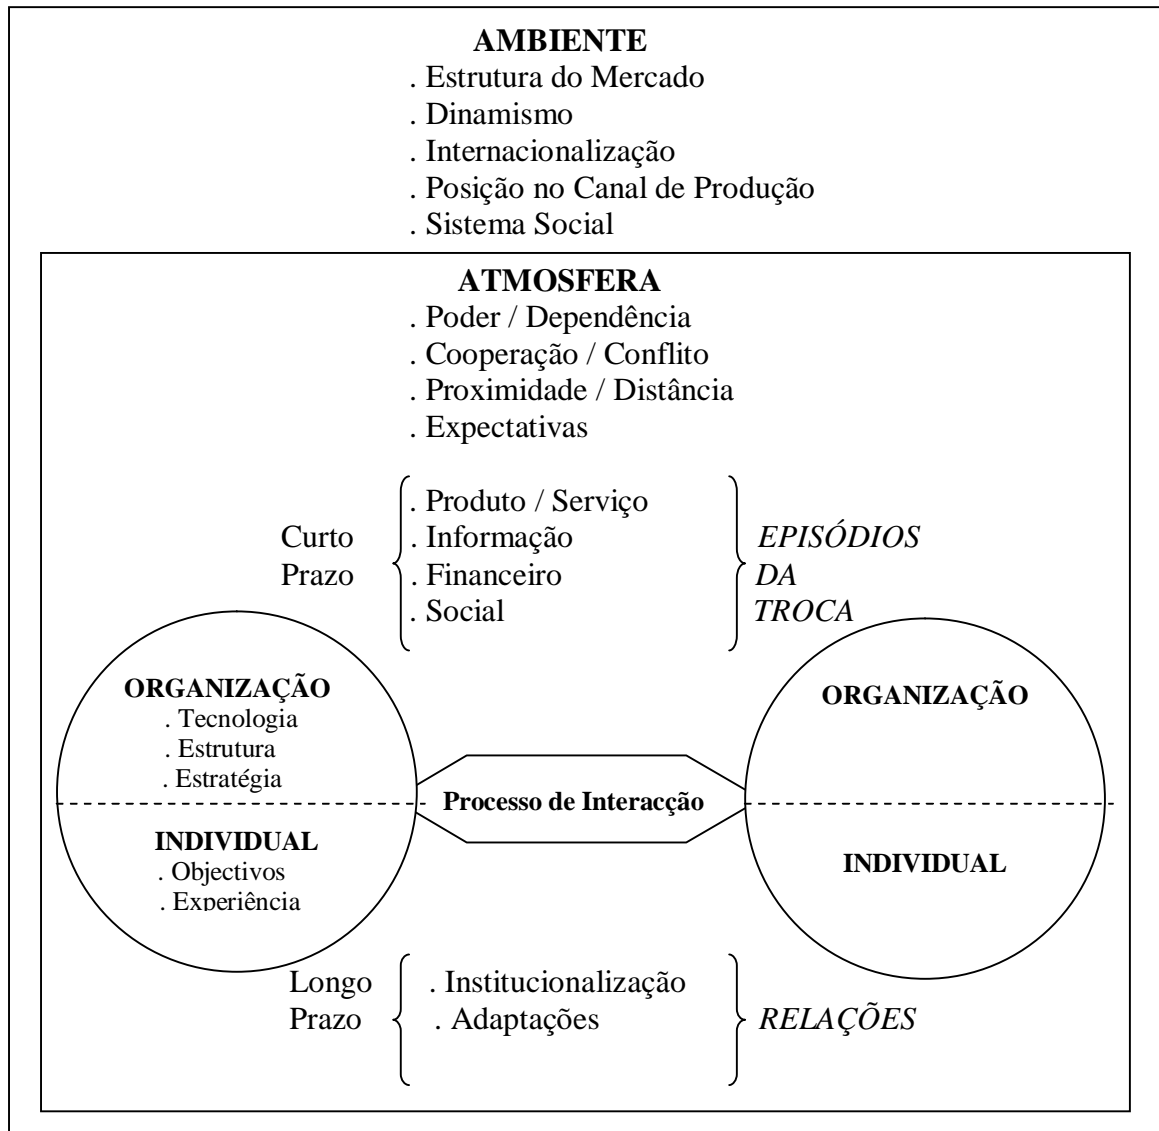 AMBIENTE
. Estrutura do Mercado
. Dinamismo
. Internacionalização
. Posição no Canal de Produção
. Sistema Social
ATMOSFERA
. Poder / Dependência
. Cooperação / Conflito
. Proximidade / Distância
. Expectativas
Curto
Prazo
. Produto / Serviço
. Informação
. Financeiro
. Social
EPISÓDIOS
DA
TROCA
ORGANIZAÇÃO
. Tecnologia
. Estrutura
. Estratégia
INDIVIDUAL
. Objectivos
. Experiência
Processo de Interacção
ORGANIZAÇÃO
INDIVIDUAL
Longo
Prazo
. Institucionalização
. Adaptações
RELAÇÕES